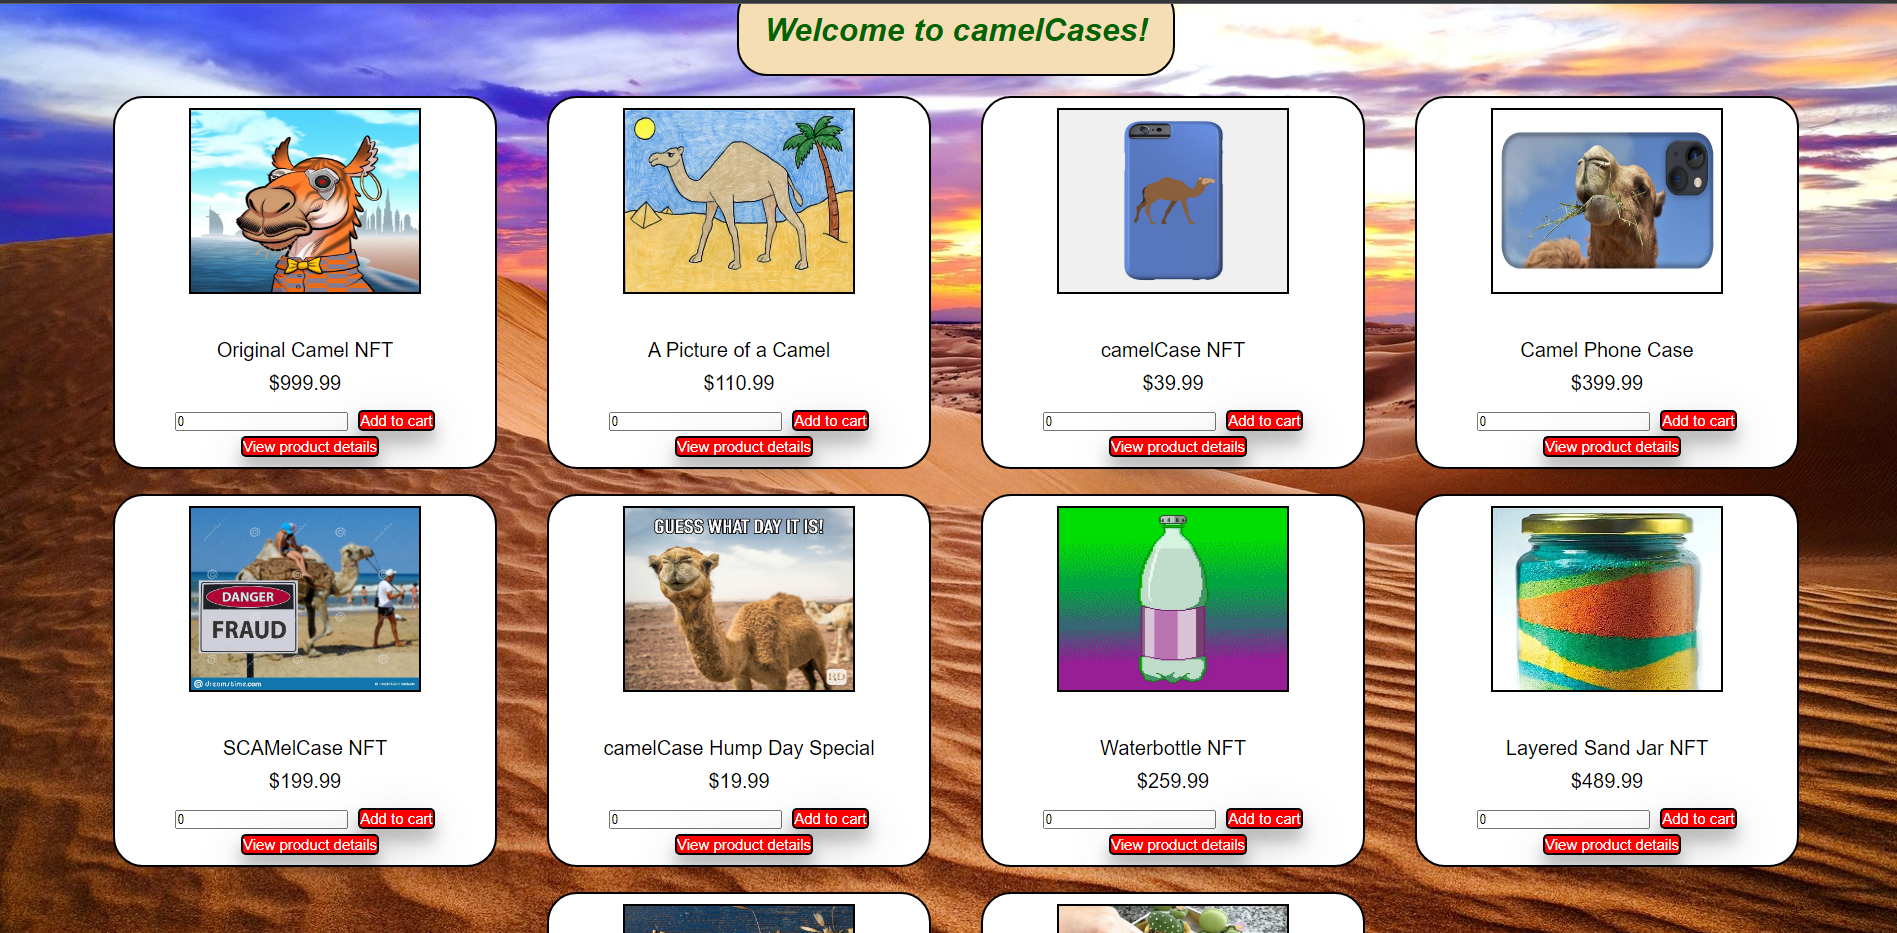 Welcome to camelCases!
Original Camel NFT
$999.99
0 Add to cart
View product details
A Picture of a Camel
$110.99
0 Add to cart
View product details
camelCase NFT
$39.99
0 Add to cart
View product details
Camel Phone Case
$399.99
0 Add to cart
View product details
DANGER
FRAUD
dreamstime.com
SCAMelCase NFT
$199.99
0 Add to cart
View product details
GUESS WHAT DAY IT IS!
RD
camelCase Hump Day Special
$19.99
0 Add to cart
View product details
Waterbottle NFT
$259.99
0 Add to cart
View product details
Layered Sand Jar NFT
$489.99
0 Add to cart
View product details